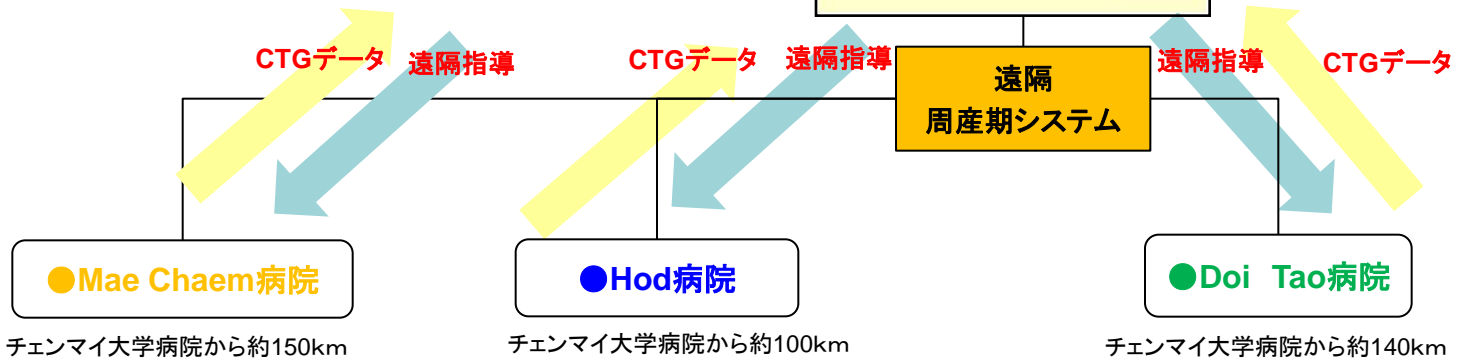 CTGデータ 遠隔指導 CTGデータ 遠隔指導 遠隔指導 CTGデータ
遠隔
周産期システム
●Mae Chaem病院 ●Hod病院 ●Doi Tao病院
チェンマイ大学病院から約150km チェンマイ大学病院から約100km チェンマイ大学病院から約140km